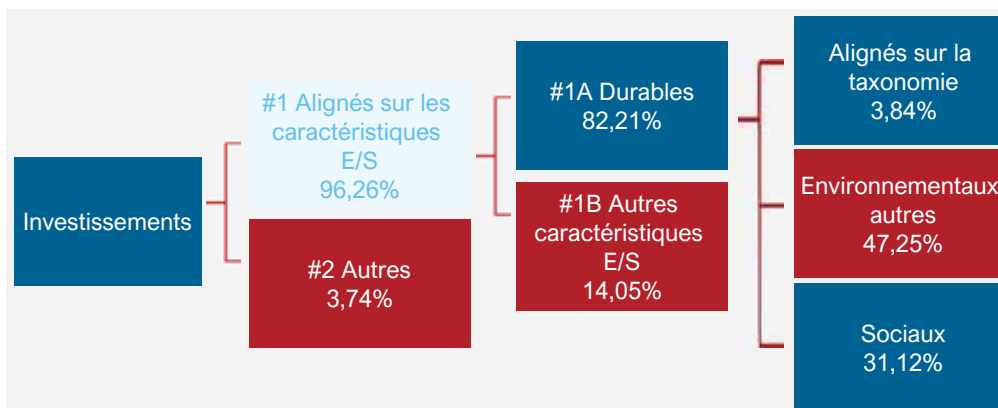 Investissements
#1 Alignés sur les
caractéristiques
E/S
96,26%
#2 Autres
3,74%
#1A Durables
82,21%
#1B Autres
caractéristiques
E/S
14,05%
Alignés sur la
taxonomie
3,84%
Environnementaux
autres
47,25%
Sociaux
31,12%